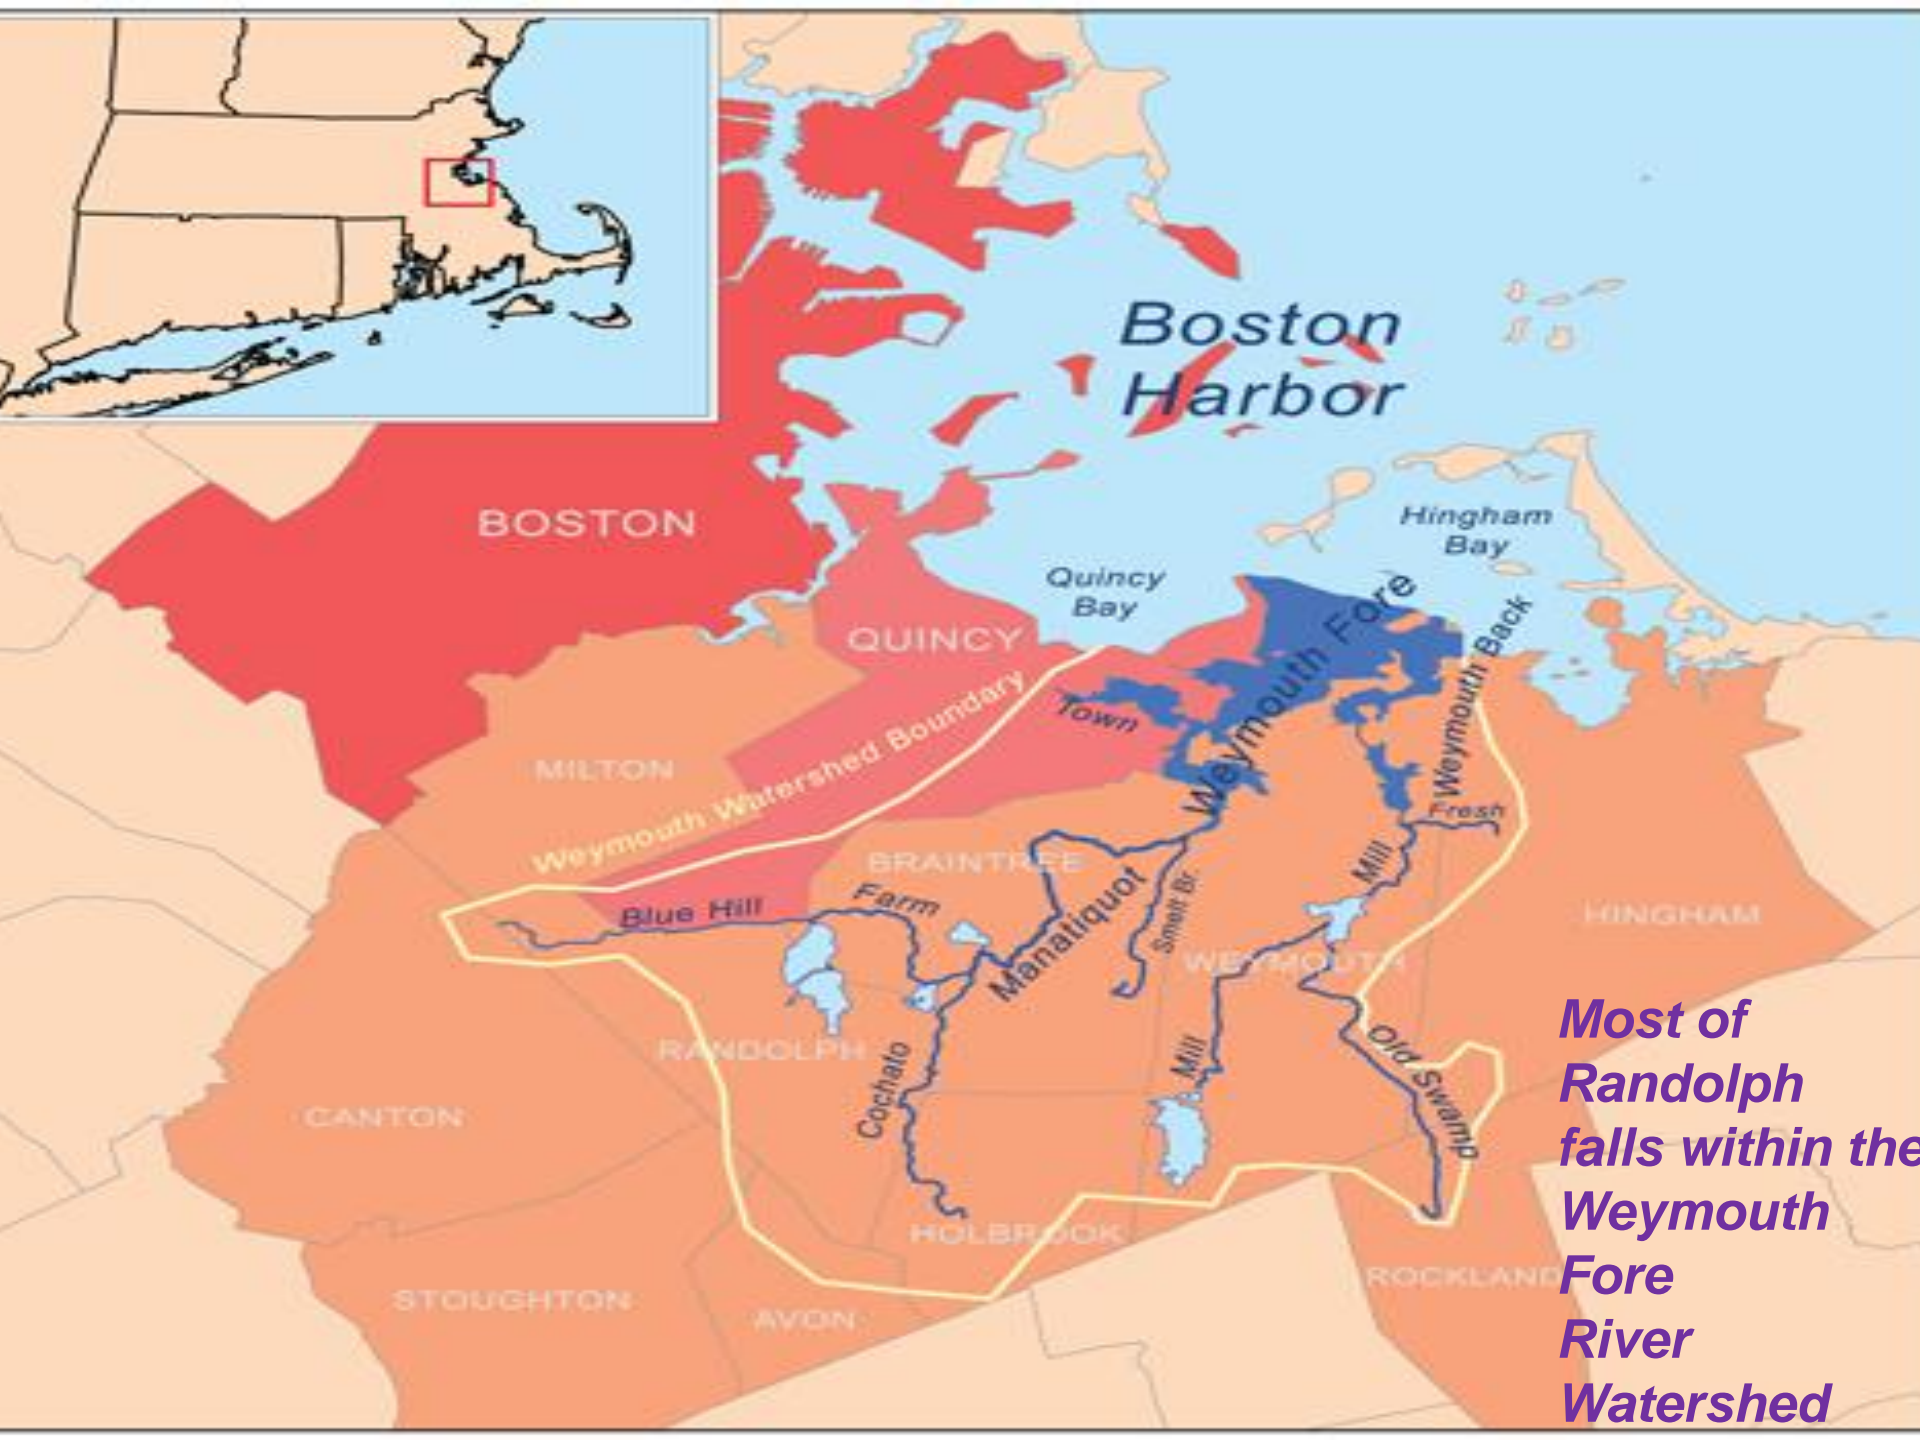 Boston
Harbor
BOSTON
Hingham
Bay
Quincy
Bay
QUINCY
Weymouth Fore
Weymouth Back
Town
MILTON
Weymouth Watershed Boundary
Fresh
BRAINTREE
Mill
Blue Hill
Farm
Manatiquot
Smelt Br.
HINGHAM
WEYMOUTH
RANDOLPH
Cochato
Mill
Old Swamp
CANTON
HOLBROOK
ROCKLAND
STOUGHTON
AVON
Most of
Randolph
falls within the
Weymouth
Fore
River
Watershed